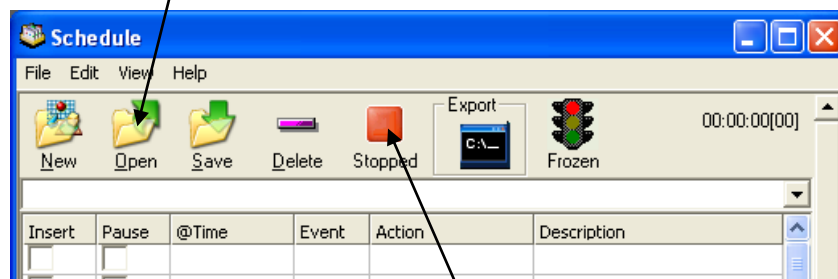 Schedule
File Edit View Help
Export
00:00:00[00]
C:\_
New Open Save Delete Stopped Frozen
Insert Pause @Time Event Action Description